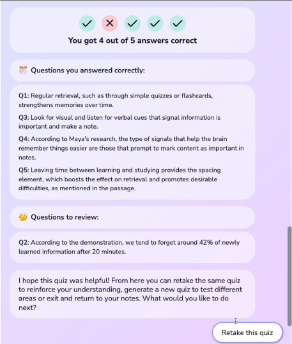 You got 4 out of 5 answers correct
Questions you answered correctly:
Q1: Regular retrieval, such as through simple quizzes or flashcards,
strengthens memories over time.
Q3: Look for visual and listen for verbal cues that signal information is
important and make a note.
Q4: According to Maya's research, the type of signals that help the brain
remember things easier are those that prompt to mark content as important in
notes.
Q5: Leaving time between learning and studying provides the spacing
element, which boosts the effect on retrieval and promotes desirable
difficulties, as mentioned in the passage.
Questions to review:
Q2: According to the demonstration, we tend to forget around 42% of newly
learned information after 20 minutes.
I hope this quiz was helpful! From here you can retake the same quiz
to reinforce your understanding, generate a new quiz to test different
areas or exit and return to your notes. What would you like to do
next?
Retake this quiz